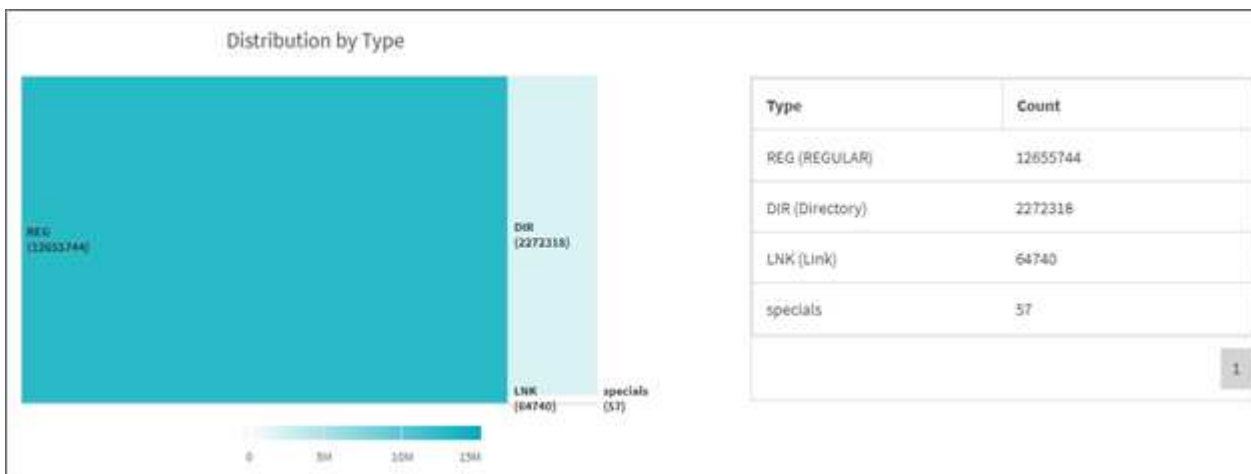 Distribution by Type
REG
(12655744)
DIR
(2272318)
LNK
(64740)
specials
(57)
0 5M 10M 15M
Type Count
REG (REGULAR) 12655744
DIR (Directory) 2272318
LNK (Link) 64740
specials 57
1